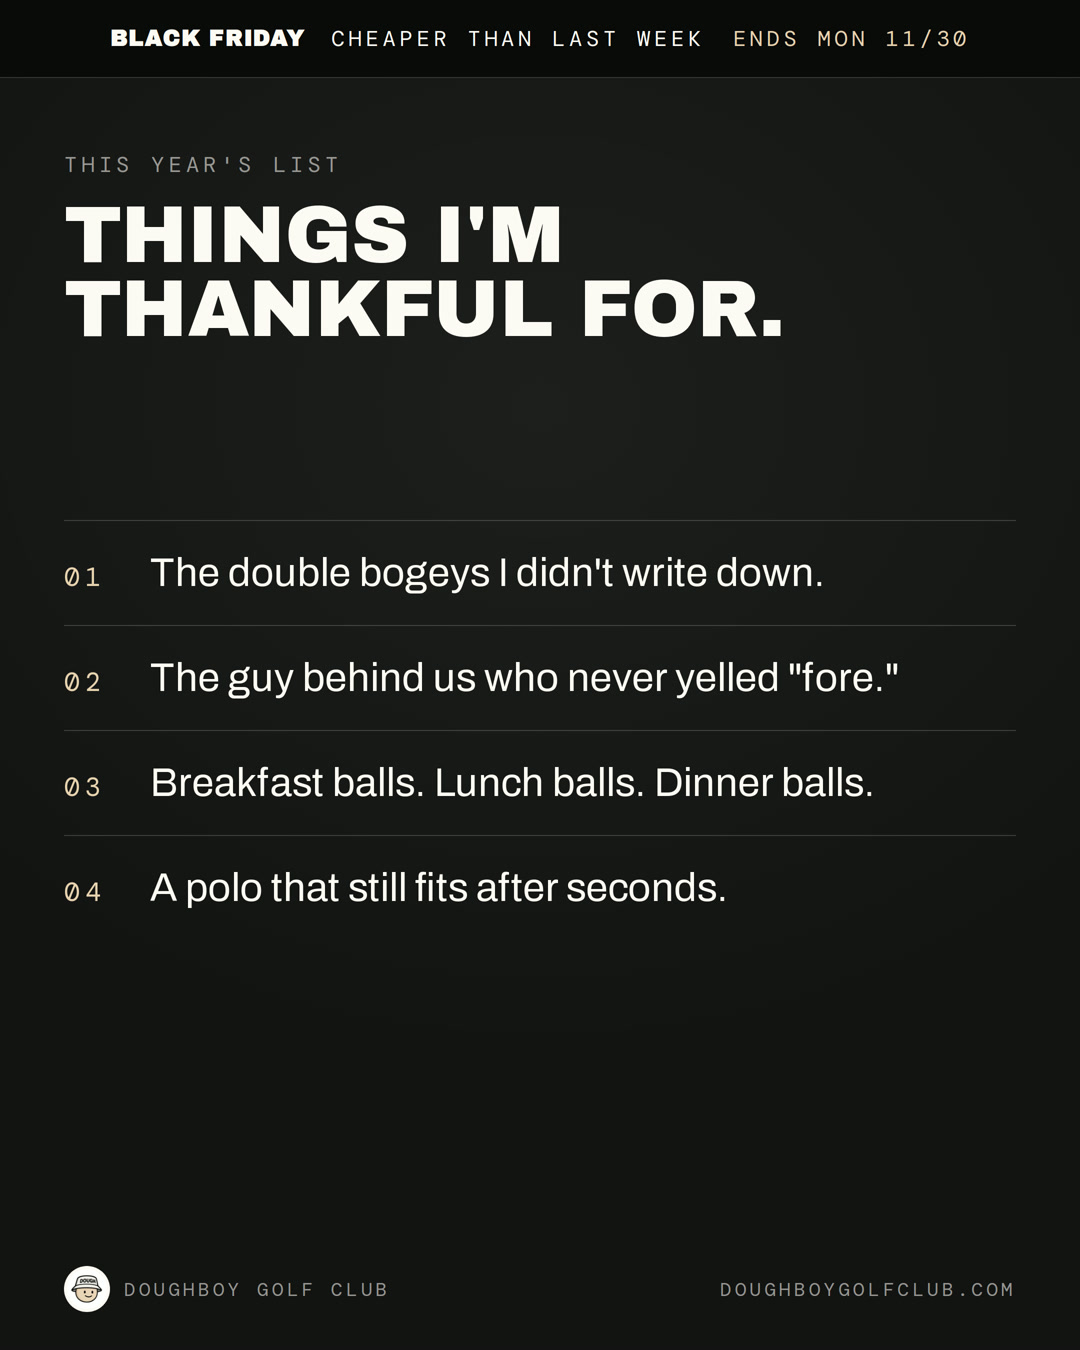 BLACK FRIDAY CHEAPER THAN LAST WEEK ENDS MON 11/30
THIS YEAR'S LIST
THINGS I'M
THANKFUL FOR.
01 The double bogeys I didn't write down.
02 The guy behind us who never yelled "fore."
03 Breakfast balls. Lunch balls. Dinner balls.
04 A polo that still fits after seconds.
DOUGH
DOUGHBOY GOLF CLUB
DOUGHBOYGOLFCLUB.COM